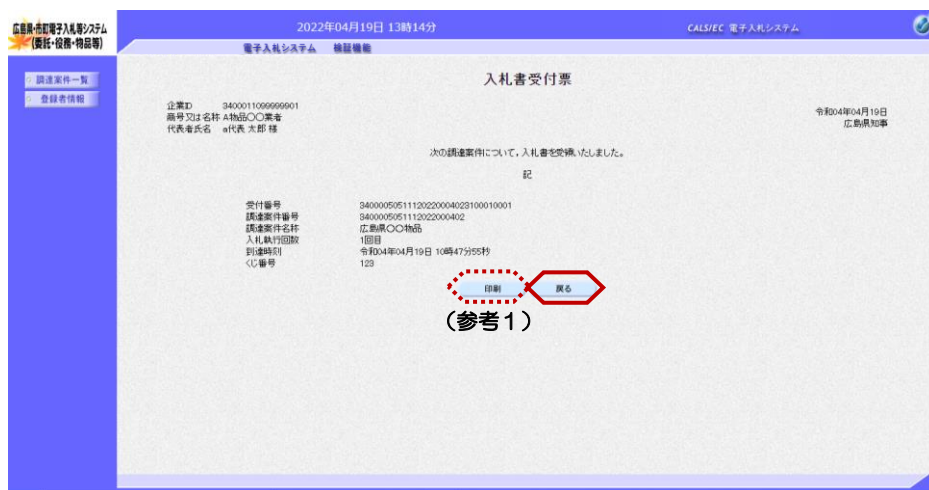 広島県・市町電子入札等システム
(委託・役務・物品等)
2022年04月19日 13時14分
CALS/EC 電子入札システム
電子入札システム 検証機能
調達案件一覧
登録者情報
入札書受付票
企業ID 3400011099999901
商号又は名称 A物品〇〇業者
代表者氏名 a代表 太郎 様
令和04年04月19日
広島県知事
次の調達案件について，入札書を受領いたしました。
記
受付番号 34000050511120220004023100010001
調達案件番号 3400005051112022000402
調達案件名称 広島県〇〇物品
入札執行回数 1回目
到達時刻 令和04年04月19日 10時47分55秒
くじ番号 123
印刷 戻る
（参考１）